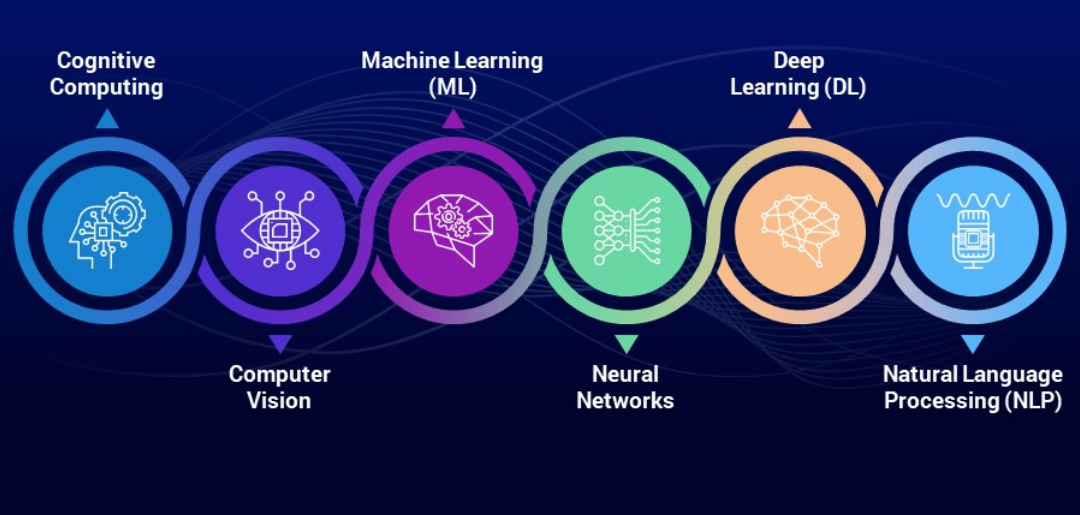 Cognitive
Computing
Machine Learning
(ML)
Deep
Learning (DL)
Computer
Vision
Neural
Networks
Natural Language
Processing (NLP)